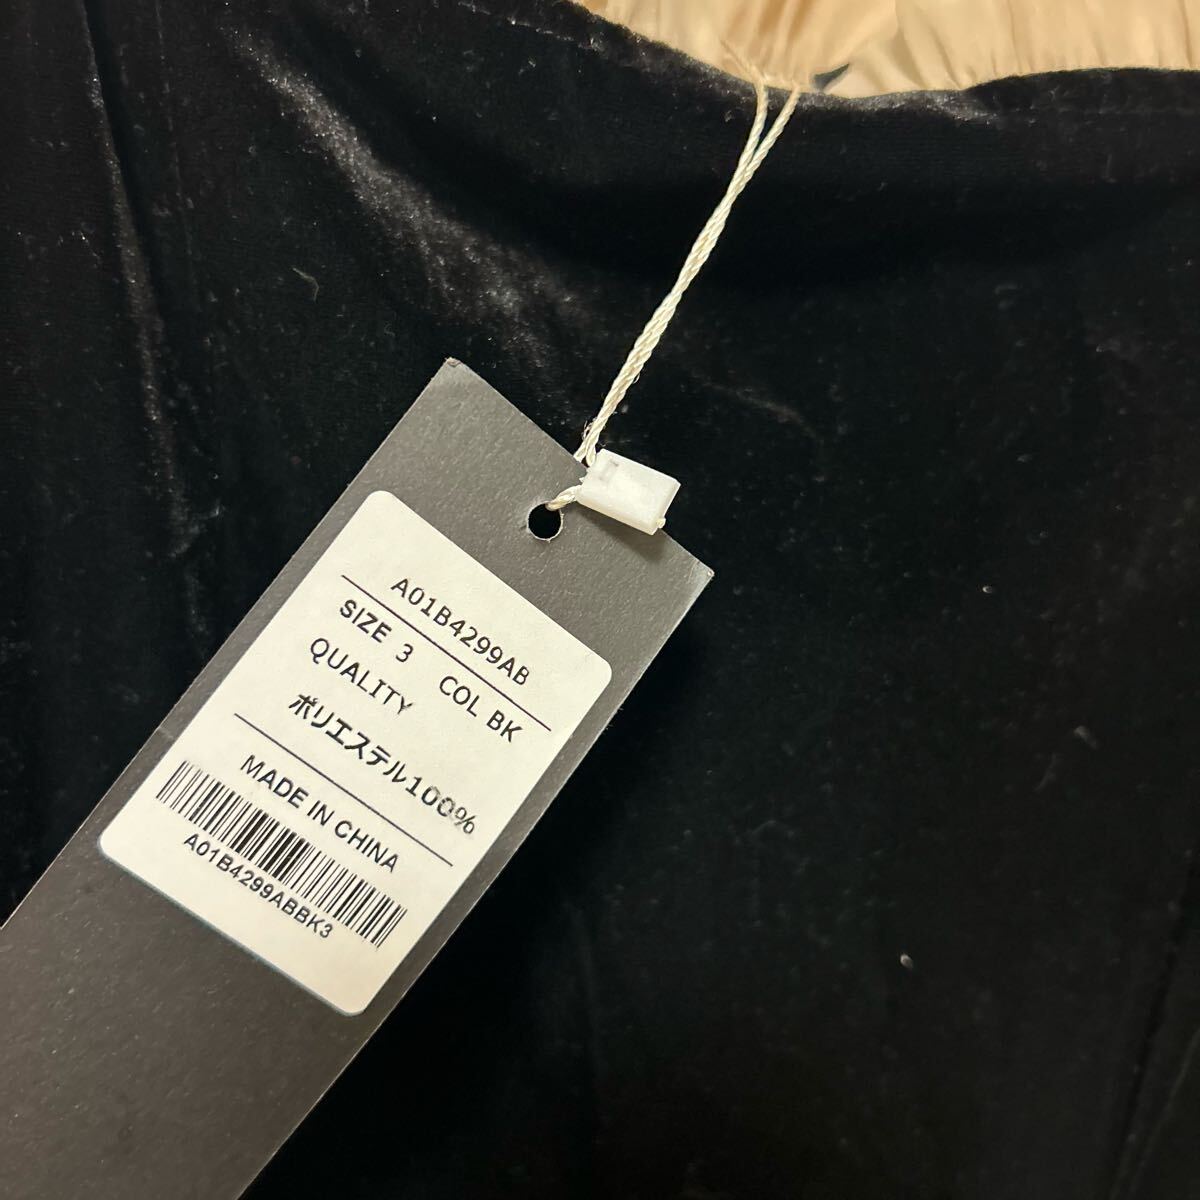 A01B4299AB
SIZE 3 COL BK
QUALITY
ポリエステル100%
MADE IN CHINA
A01B4299ABBK3